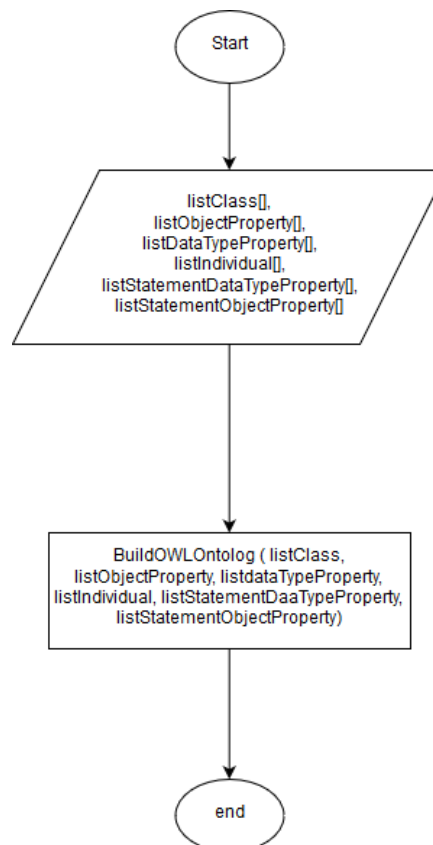 Start
listClass[],
listObjectProperty[],
listDataTypeProperty[],
listIndividual[],
listStatementDataTypeProperty[],
listStatementObjectProperty[]
BuildOWLOntolog ( listClass,
listObjectProperty, listdataTypeProperty,
listIndividual, listStatementDaaTypeProperty,
listStatementObjectProperty)
end